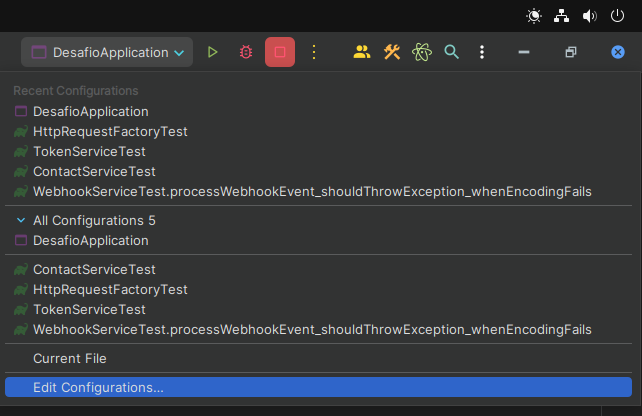 DesafioApplication
Recent Configurations
DesafioApplication
HttpRequestFactoryTest
TokenServiceTest
ContactServiceTest
WebhookServiceTest.processWebhookEvent_shouldThrowException_whenEncodingFails
All Configurations 5
DesafioApplication
ContactServiceTest
HttpRequestFactoryTest
TokenServiceTest
WebhookServiceTest.processWebhookEvent_shouldThrowException_whenEncodingFails
Current File
Edit Configurations...